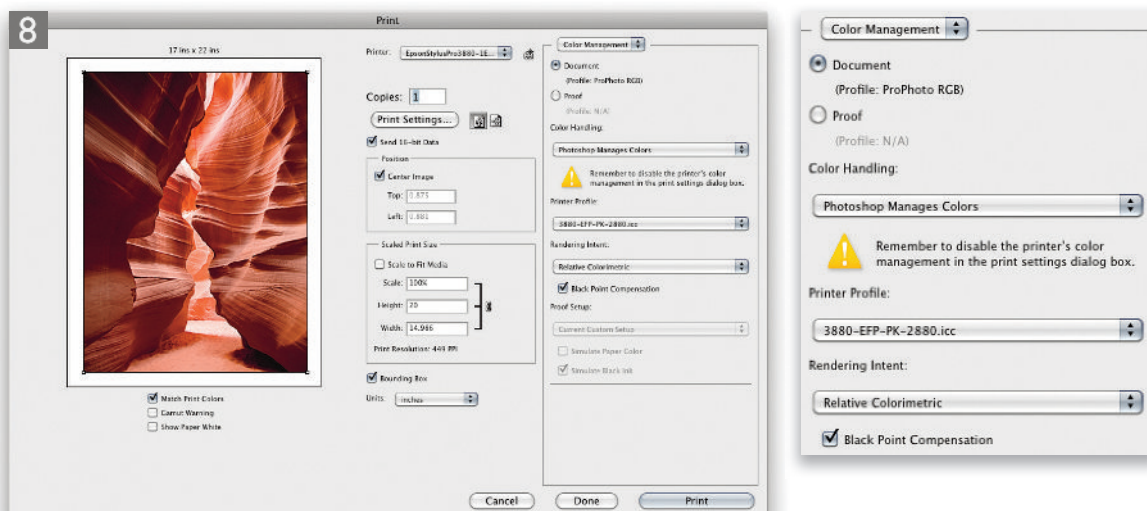 8
Print
17 ins x 22 ins
Match Print Colors
Gamut Warning
Show Paper White
Printer: EpsonStylusPro3880-1E...
Copies: 1
Print Settings...
Send 16-bit Data
Position
Center Image
Top: 0.875
Left: 0.881
Scaled Print Size
Scale to Fit Media
Scale: 100%
Height: 20
Width: 14.966
Print Resolution: 449 PPI
Bounding Box
Units: inches
Color Management
Document
(Profile: ProPhoto RGB)
Proof
(Profile: N/A)
Color Handling:
Photoshop Manages Colors
Remember to disable the printer's color
management in the print settings dialog box.
Printer Profile:
3880-EFP-PK-2880.icc
Rendering Intent:
Relative Colorimetric
Black Point Compensation
Proof Setup:
Current Custom Setup
Simulate Paper Color
Simulate Black Ink
Cancel
Done
Print
Color Management
Document
(Profile: ProPhoto RGB)
Proof
(Profile: N/A)
Color Handling:
Photoshop Manages Colors
Remember to disable the printer's color
management in the print settings dialog box.
Printer Profile:
3880-EFP-PK-2880.icc
Rendering Intent:
Relative Colorimetric
Black Point Compensation